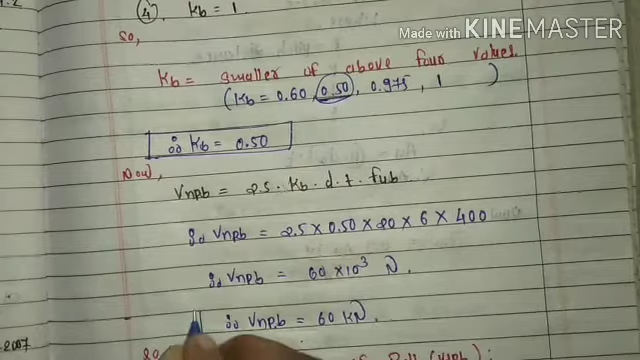 (4) Kb = 1
Made with KINEMASTER
so,
Kb = smaller of above four values
(Kb = 0.60, 0.50, 0.975, 1 )
∴ Kb = 0.50
Now,
Vnpb = 2.5 · Kb · d · t · fub
∴ Vnpb = 2.5 × 0.50 × 20 × 6 × 400
∴ Vnpb = 60 × 10³ N.
∴ Vnpb = 60 KN.
2007
so